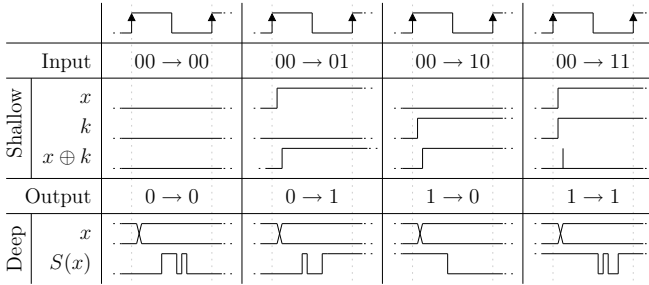 Input 00 → 00 00 → 01 00 → 10 00 → 11
Shallow
x
k
x ⊕ k
Output 0 → 0 0 → 1 1 → 0 1 → 1
Deep
x
S(x)